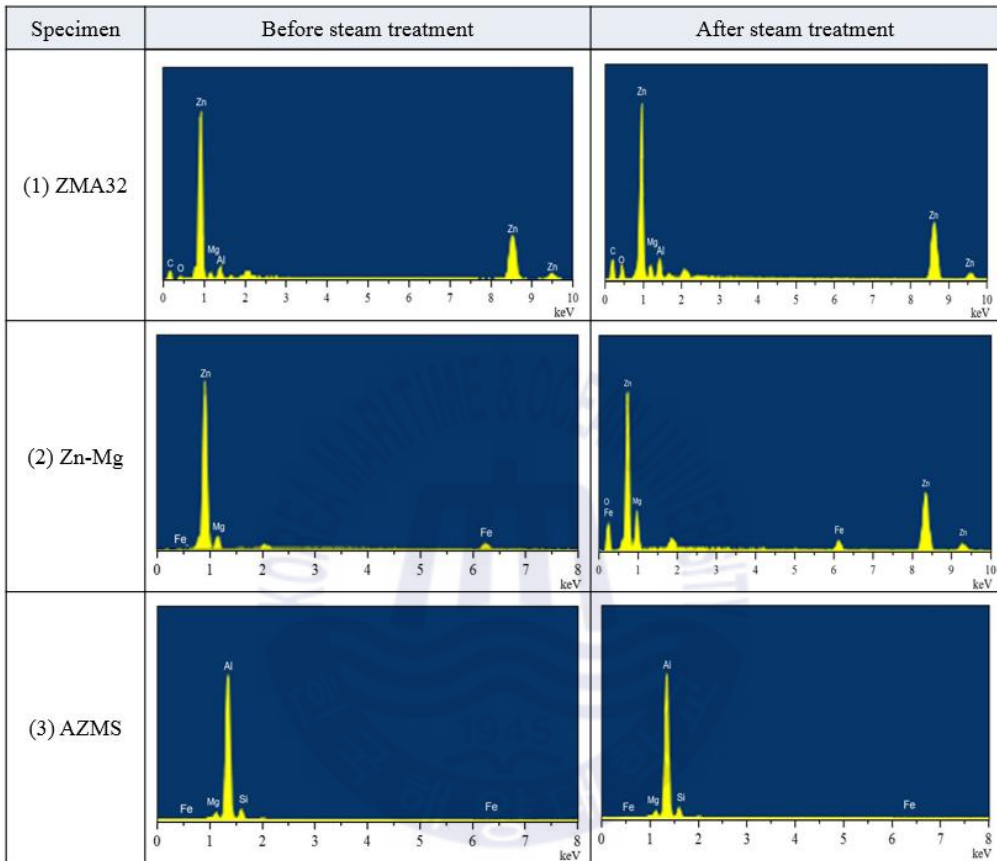 Specimen Before steam treatment After steam treatment
(1) ZMA32
Zn
C O Mg Al Zn Zn
0 1 2 3 4 5 6 7 8 9 10
keV
Zn
C O Mg Al Zn Zn
0 1 2 3 4 5 6 7 8 9 10
keV
(2) Zn-Mg
Zn
Fe Mg Fe
0 1 2 3 4 5 6 7 8
keV
Zn
O
Fe Mg Fe Zn Zn
0 1 2 3 4 5 6 7 8 9 10
keV
(3) AZMS
Al
Fe Mg Si Fe
0 1 2 3 4 5 6 7 8
keV
Al
Fe Mg Si Fe
0 1 2 3 4 5 6 7 8
keV
KOREA MARITIME & OCEAN UNIVERSITY
1945